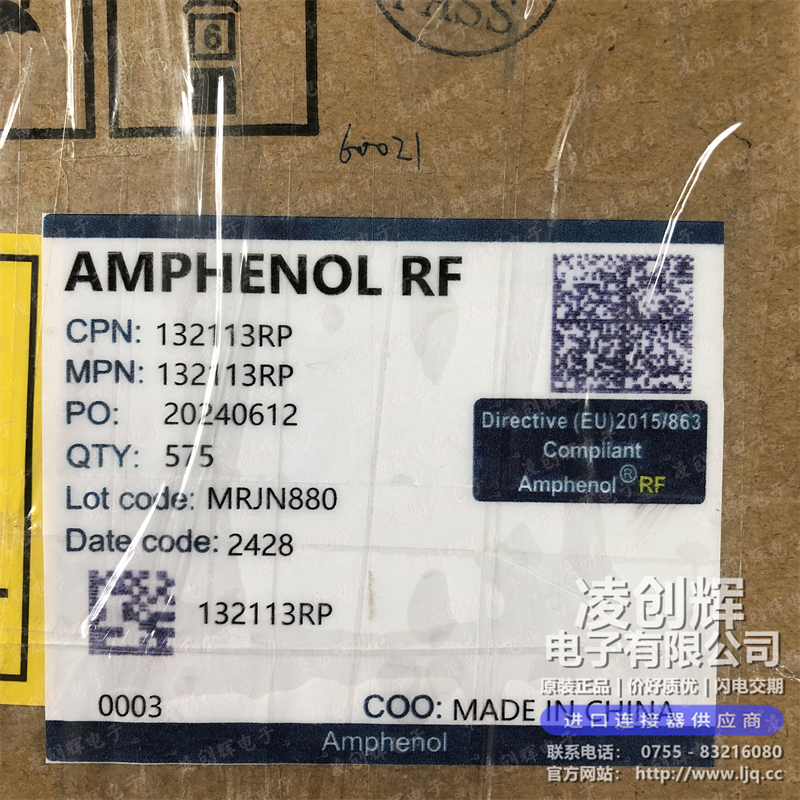 PASS
6
60021
AMPHENOL RF
CPN: 132113RP
MPN: 132113RP
PO: 20240612
QTY: 575
Lot code: MRJN880
Date code: 2428
132113RP
0003
COO: MADE IN CHINA
Amphenol
Directive (EU)2015/863
Compliant
Amphenol® RF
凌创辉
电子有限公司
原装正品 | 价好质优 | 闪电交期
进口连接器供应商
联系电话： 0755 - 83216080
官方网站： http://www.ljq.cc